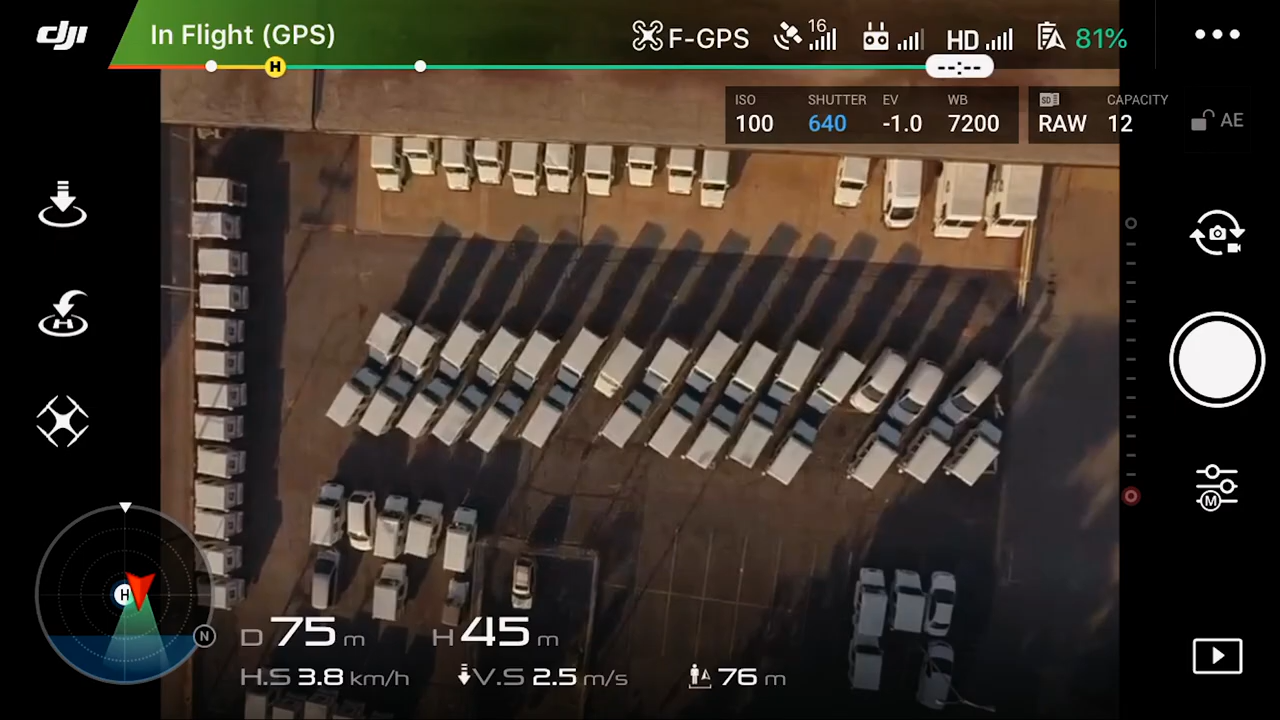 dji
In Flight (GPS)
F-GPS
16
HD
81%
H
--:--
ISO SHUTTER EV WB
100 640 -1.0 7200
SD CAPACITY
RAW 12
AE
M
H
N
D 75 m
H 45 m
H.S 3.8 km/h
V.S 2.5 m/s
76 m